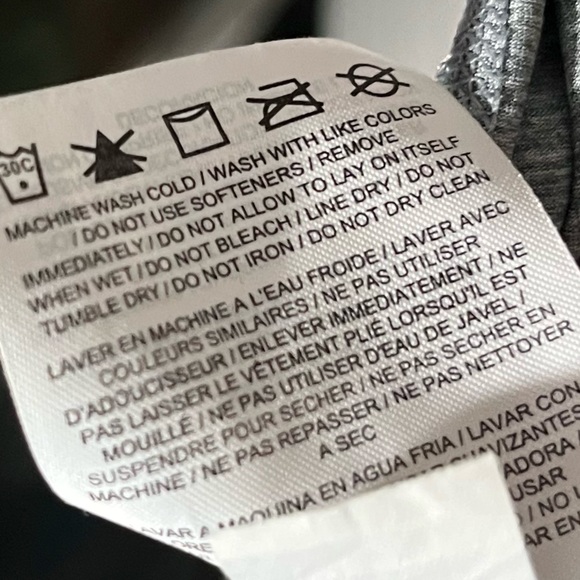 30C
MACHINE WASH COLD / WASH WITH LIKE COLORS
/ DO NOT USE SOFTENERS / REMOVE
IMMEDIATELY / DO NOT ALLOW TO LAY ON ITSELF
WHEN WET / DO NOT BLEACH / LINE DRY / DO NOT
TUMBLE DRY / DO NOT IRON / DO NOT DRY CLEAN
LAVER EN MACHINE A L'EAU FROIDE / LAVER AVEC
COULEURS SIMILAIRES / NE PAS UTILISER
D'ADOUCISSEUR / ENLEVER IMMEDIATEMENT / NE
PAS LAISSER LE VÊTEMENT PLIÉ LORSQU'IL EST
MOUILLÉ / NE PAS UTILISER D'EAU DE JAVEL /
SUSPENDRE POUR SECHER / NE PAS SECHER EN
MACHINE / NE PAS REPASSER / NE PAS NETTOYER
A SEC
LAVAR A MAQUINA EN AGUA FRIA / LAVAR CON
USAR
/ NO
EN